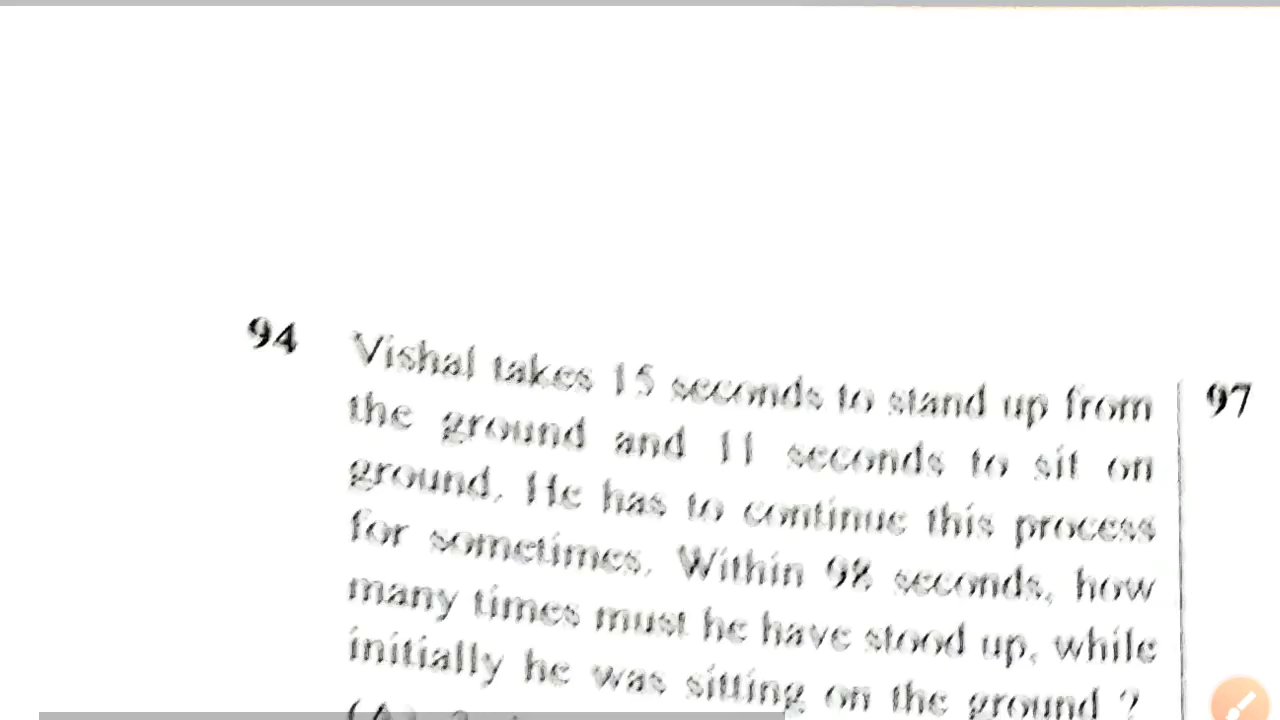 94 Vishal takes 15 seconds to stand up from
the ground and 11 seconds to sit on
ground. He has to continue this process
for sometimes. Within 98 seconds, how
many times must he have stood up, while
initially he was sitting on the ground ?
97